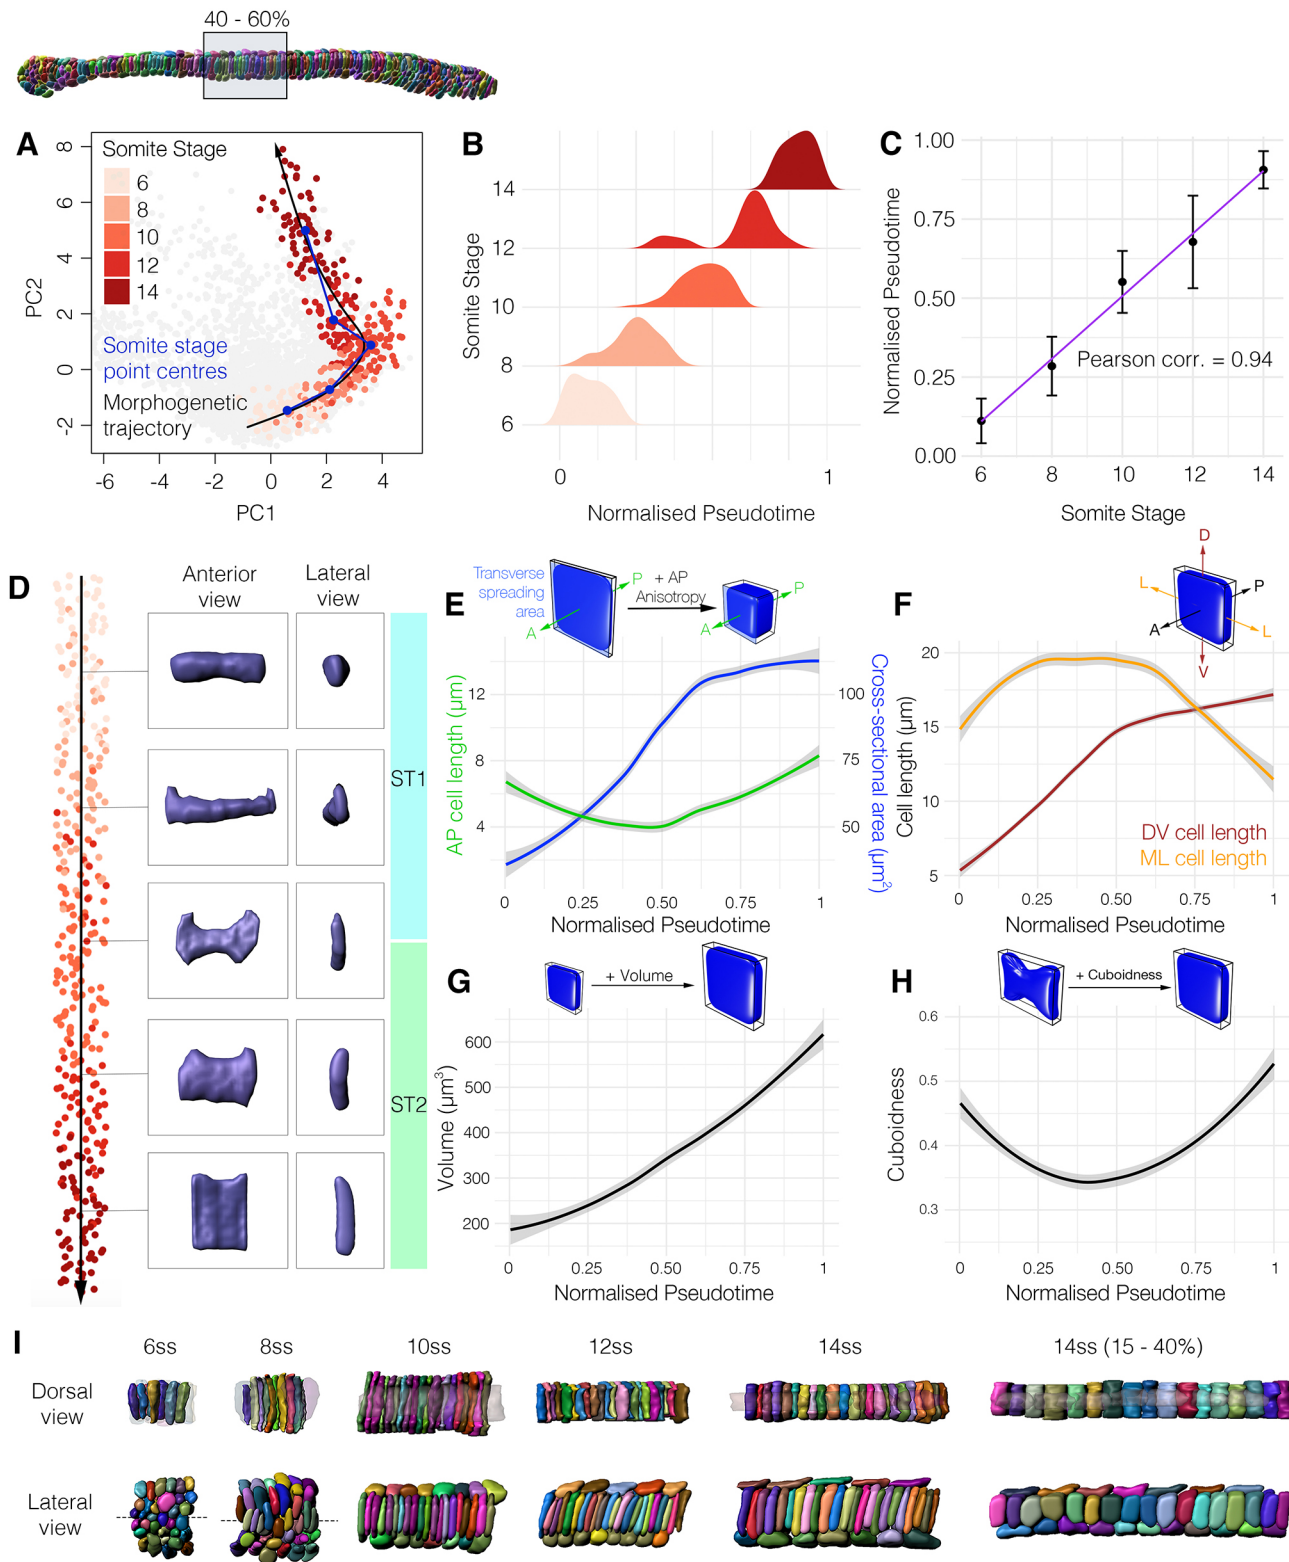 40 - 60%
A
Somite Stage
6
8
10
12
14
Somite stage
point centres
Morphogenetic
trajectory
PC2
8
6
4
2
0
-2
-6
-4
-2
0
2
4
PC1
B
Somite Stage
14
12
10
8
6
0
1
Normalised Pseudotime
C
Normalised Pseudotime
1.00
0.75
0.50
0.25
0.00
Pearson corr. = 0.94
6
8
10
12
14
Somite Stage
D
Anterior
view
Lateral
view
ST1
ST2
E
Transverse
spreading
area
P
A
+ AP
Anisotropy
P
A
AP cell length (µm)
12
8
4
Cross-sectional area (µm²)
100
75
50
0
0.25
0.50
0.75
1
Normalised Pseudotime
F
D
L
P
A
L
V
Cell length (µm)
20
15
10
5
DV cell length
ML cell length
0
0.25
0.50
0.75
1
Normalised Pseudotime
G
+ Volume
Volume (µm³)
600
500
400
300
200
0
0.25
0.50
0.75
1
Normalised Pseudotime
H
+ Cuboidness
Cuboidness
0.6
0.5
0.4
0.3
0
0.25
0.50
0.75
1
Normalised Pseudotime
I
6ss
8ss
10ss
12ss
14ss
14ss (15 - 40%)
Dorsal
view
Lateral
view